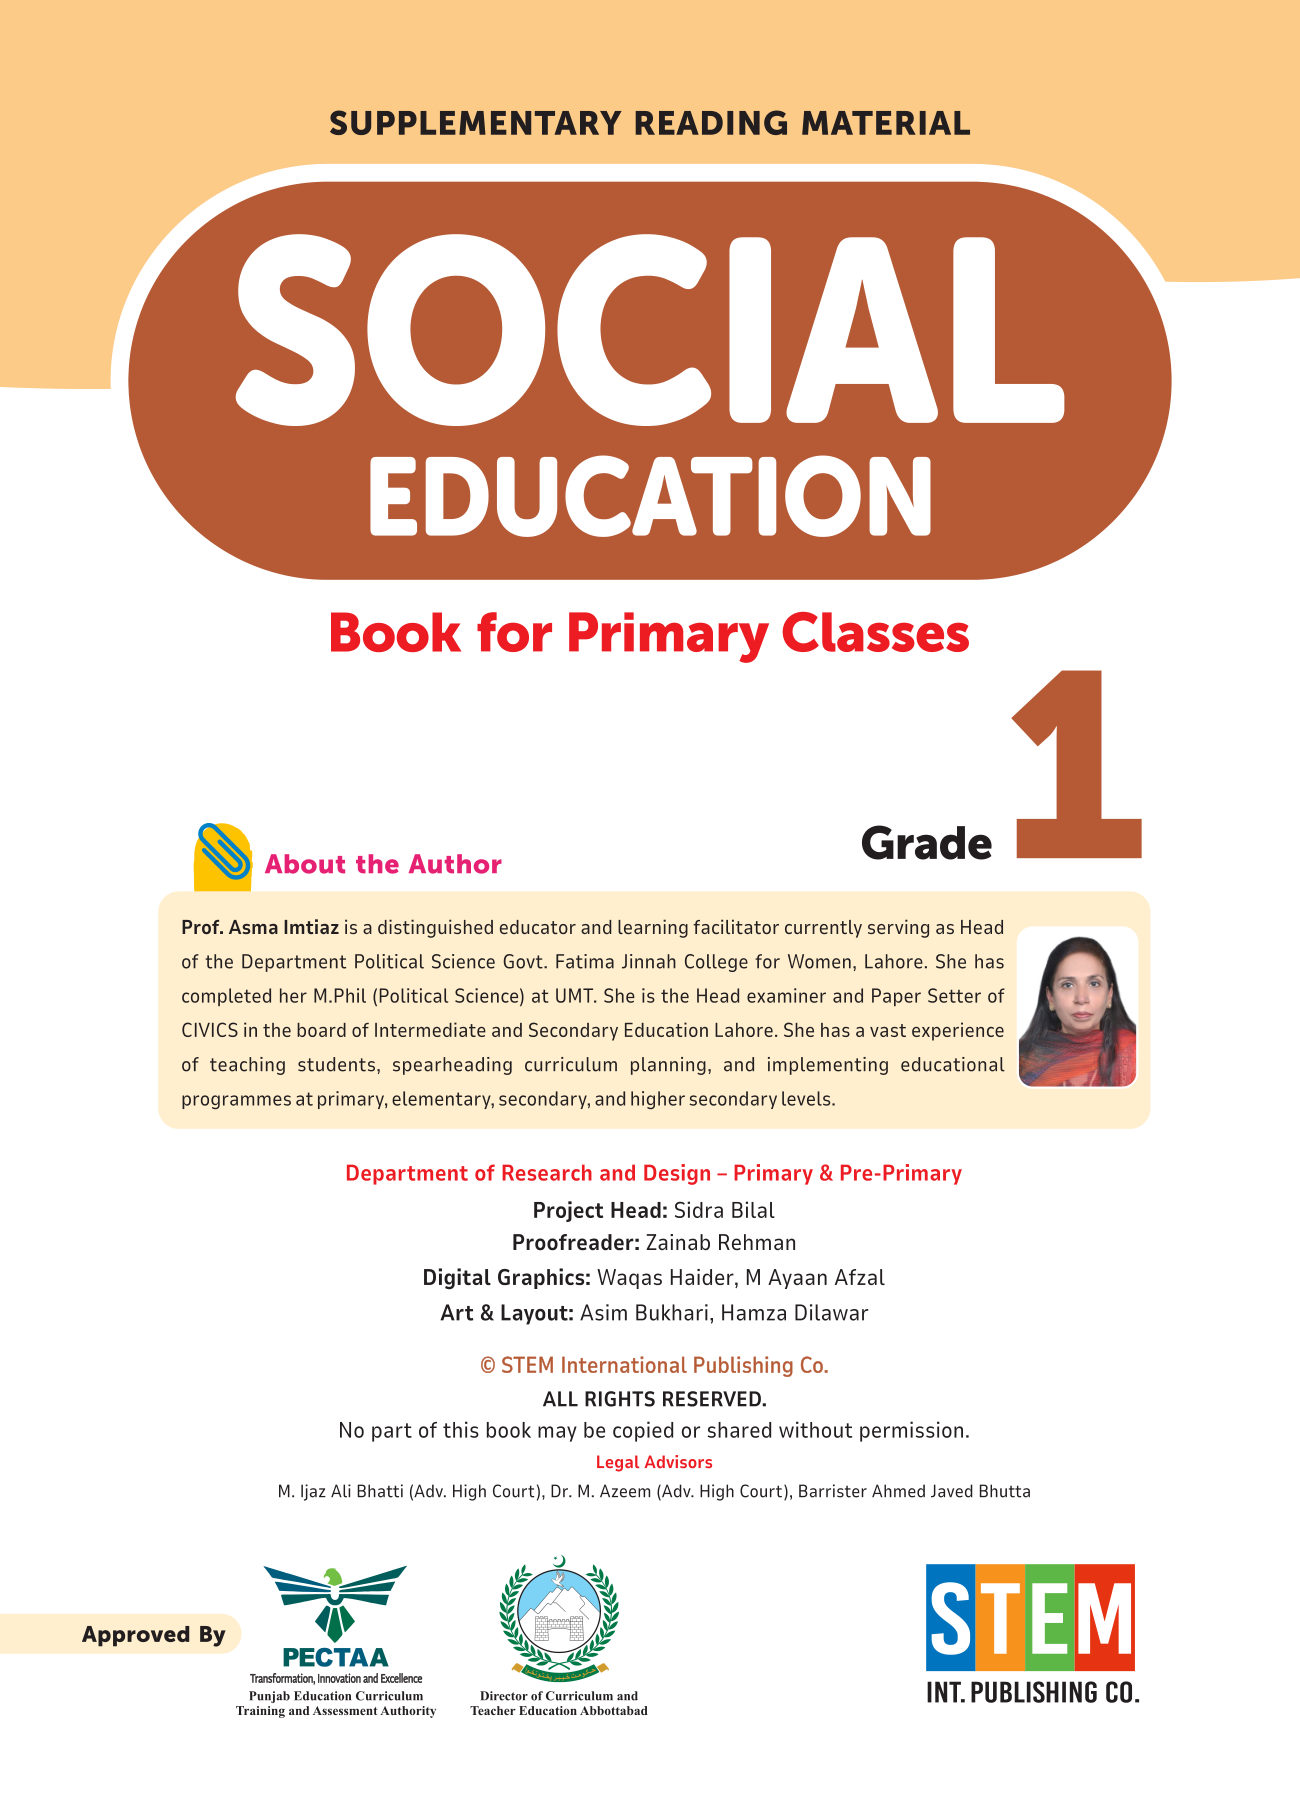 SUPPLEMENTARY READING MATERIAL
SOCIAL
EDUCATION
Book for Primary Classes
Grade 1
About the Author
Prof. Asma Imtiaz is a distinguished educator and learning facilitator currently serving as Head
of the Department Political Science Govt. Fatima Jinnah College for Women, Lahore. She has
completed her M.Phil (Political Science) at UMT. She is the Head examiner and Paper Setter of
CIVICS in the board of Intermediate and Secondary Education Lahore. She has a vast experience
of teaching students, spearheading curriculum planning, and implementing educational
programmes at primary, elementary, secondary, and higher secondary levels.
Department of Research and Design – Primary & Pre-Primary
Project Head: Sidra Bilal
Proofreader: Zainab Rehman
Digital Graphics: Waqas Haider, M Ayaan Afzal
Art & Layout: Asim Bukhari, Hamza Dilawar
© STEM International Publishing Co.
ALL RIGHTS RESERVED.
No part of this book may be copied or shared without permission.
Legal Advisors
M. Ijaz Ali Bhatti (Adv. High Court), Dr. M. Azeem (Adv. High Court), Barrister Ahmed Javed Bhutta
Approved By
PECTAA
Transformation, Innovation and Excellence
Punjab Education Curriculum
Training and Assessment Authority
Director of Curriculum and
Teacher Education Abbottabad
STEM
INT. PUBLISHING CO.